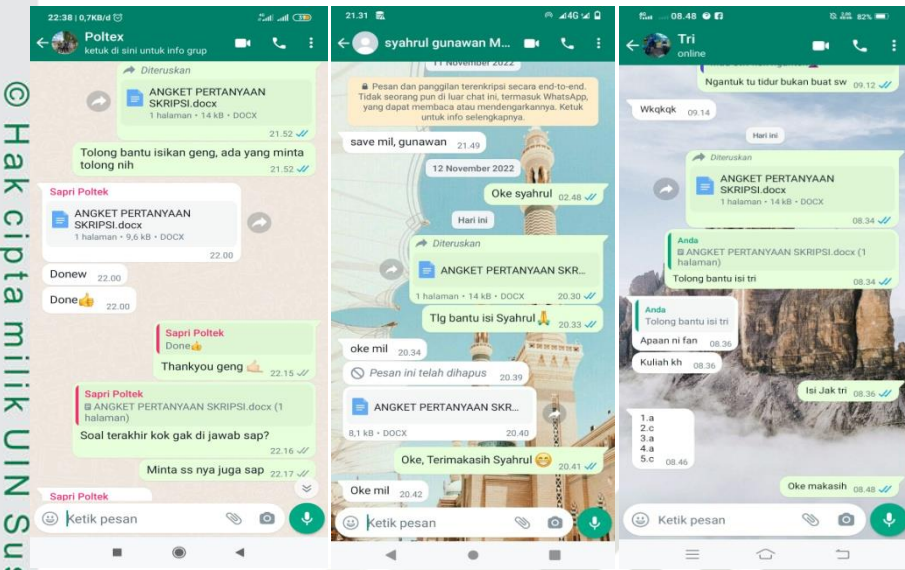 © Hak cipta milik UIN Sus
22:38 | 0,7KB/d
Poltex
ketuk di sini untuk info grup
Diteruskan
ANGKET PERTANYAAN
SKRIPSI.docx
1 halaman • 14 kB • DOCX
21.52
Tolong bantu isikan geng, ada yang minta
tolong nih
21.52
Sapri Poltek
ANGKET PERTANYAAN
SKRIPSI.docx
1 halaman • 9,6 kB • DOCX
22.00
Donew 22.00
Done👍 22.00
Sapri Poltek
Done👍
Thankyou geng 🤙 22.15
Sapri Poltek
ANGKET PERTANYAAN SKRIPSI.docx (1
halaman)
Soal terakhir kok gak di jawab sap?
22.16
Minta ss nya juga sap 22.17
Sapri Poltek
Ketik pesan
21.31
4G
syahrul gunawan M...
11 November 2022
Pesan dan panggilan terenkripsi secara end-to-end.
Tidak seorang pun di luar chat ini, termasuk WhatsApp,
yang dapat membaca atau mendengarkannya. Ketuk
untuk info selengkapnya.
save mil, gunawan 21.49
12 November 2022
Oke syahrul 02.48
Hari ini
Diteruskan
ANGKET PERTANYAAN SKR...
1 halaman • 14 kB • DOCX 20.30
Tlg bantu isi Syahrul🙏 20.33
oke mil 20.34
Pesan ini telah dihapus 20.39
ANGKET PERTANYAAN SKR...
8,1 kB • DOCX 20.40
Oke, Terimakasih Syahrul😁 20.41
Oke mil 20.42
Ketik pesan
08.48
82%
Tri
online
Ngantuk tu tidur bukan buat sw 09.12
Wkqkqk 09.14
Hari ini
Diteruskan
ANGKET PERTANYAAN
SKRIPSI.docx
1 halaman • 14 kB • DOCX
08.34
Anda
ANGKET PERTANYAAN SKRIPSI.docx (1
halaman)
Tolong bantu isi tri 08.34
Anda
Tolong bantu isi tri
Apaan ni fan 08.36
Kuliah kh 08.36
Isi Jak tri 08.36
1.a
2.c
3.a
4.a
5.c 08.46
Oke makasih 08.48
Ketik pesan